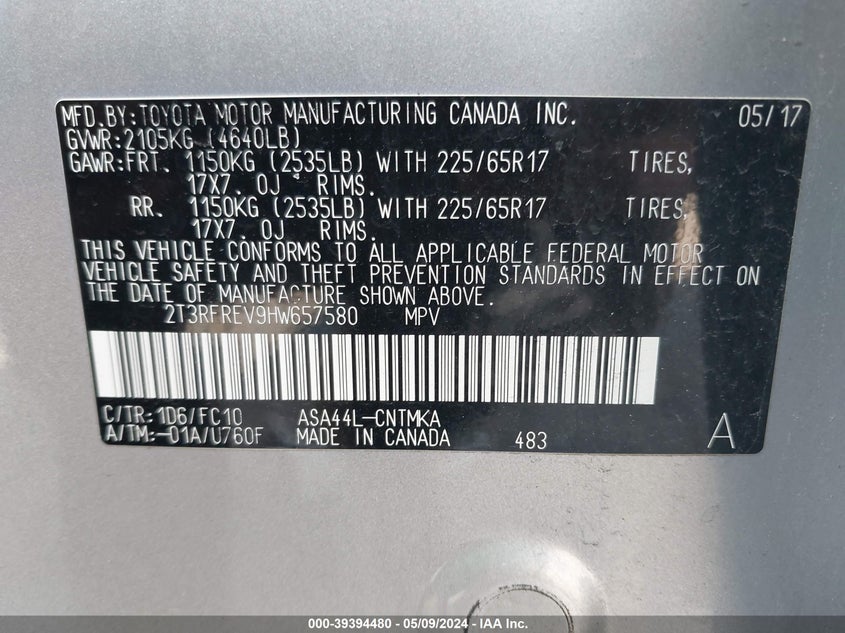 MFD.BY:TOYOTA MOTOR MANUFACTURING CANADA INC. 05/17
GVWR:2105KG (4640LB)
GAWR:FRT. 1150KG (2535LB) WITH 225/65R17 TIRES,
17X7.0J RIMS.
RR. 1150KG (2535LB) WITH 225/65R17 TIRES,
17X7.0J RIMS.
THIS VEHICLE CONFORMS TO ALL APPLICABLE FEDERAL MOTOR
VEHICLE SAFETY AND THEFT PREVENTION STANDARDS IN EFFECT ON
THE DATE OF MANUFACTURE SHOWN ABOVE.
2T3RFREV9HW657580 MPV
C/TR:1D6/FC10 ASA44L-CNTMKA
A/TM:-01A/U760F MADE IN CANADA 483 A
000-39394480 - 05/09/2024 - IAA Inc.